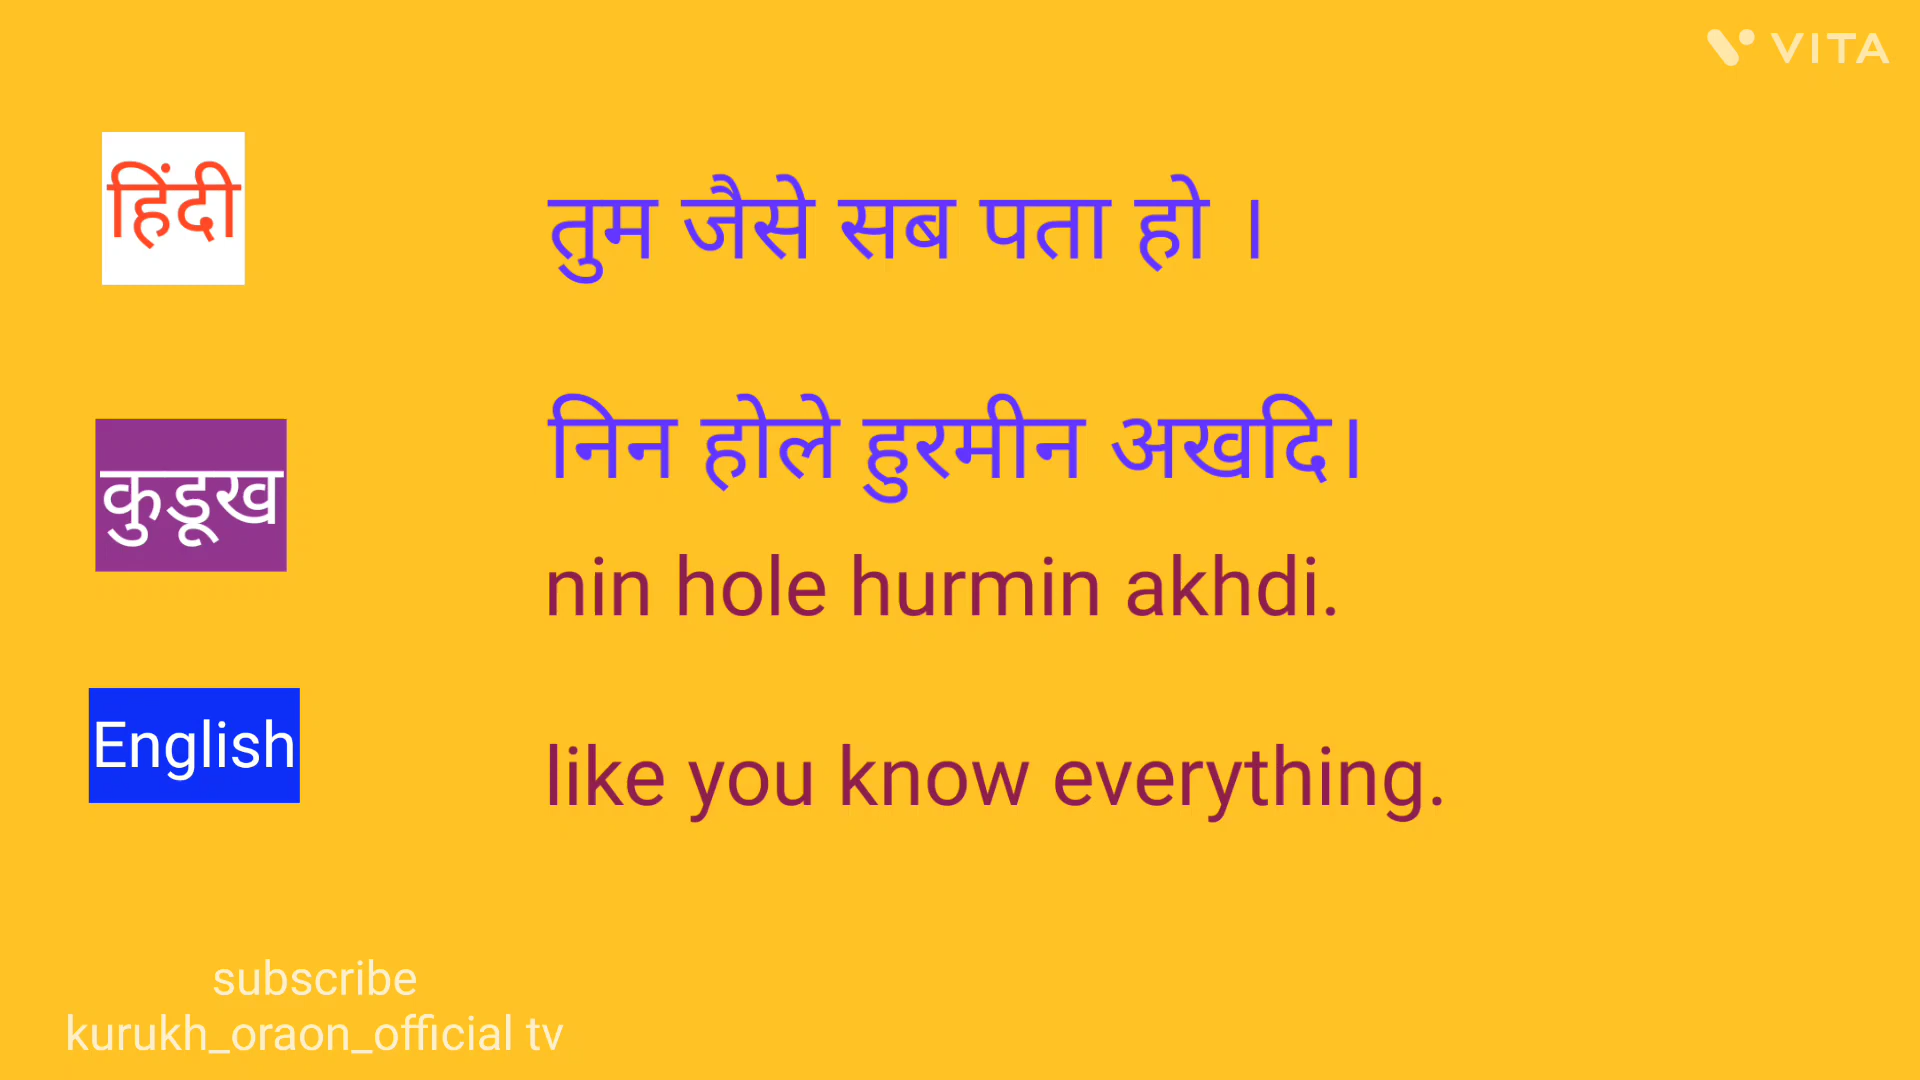 VITA
हिंदी
तुम जैसे सब पता हो ।
कुडूख
निन होले हुरमीन अखदि।
nin hole hurmin akhdi.
English
like you know everything.
subscribe
kurukh_oraon_official tv